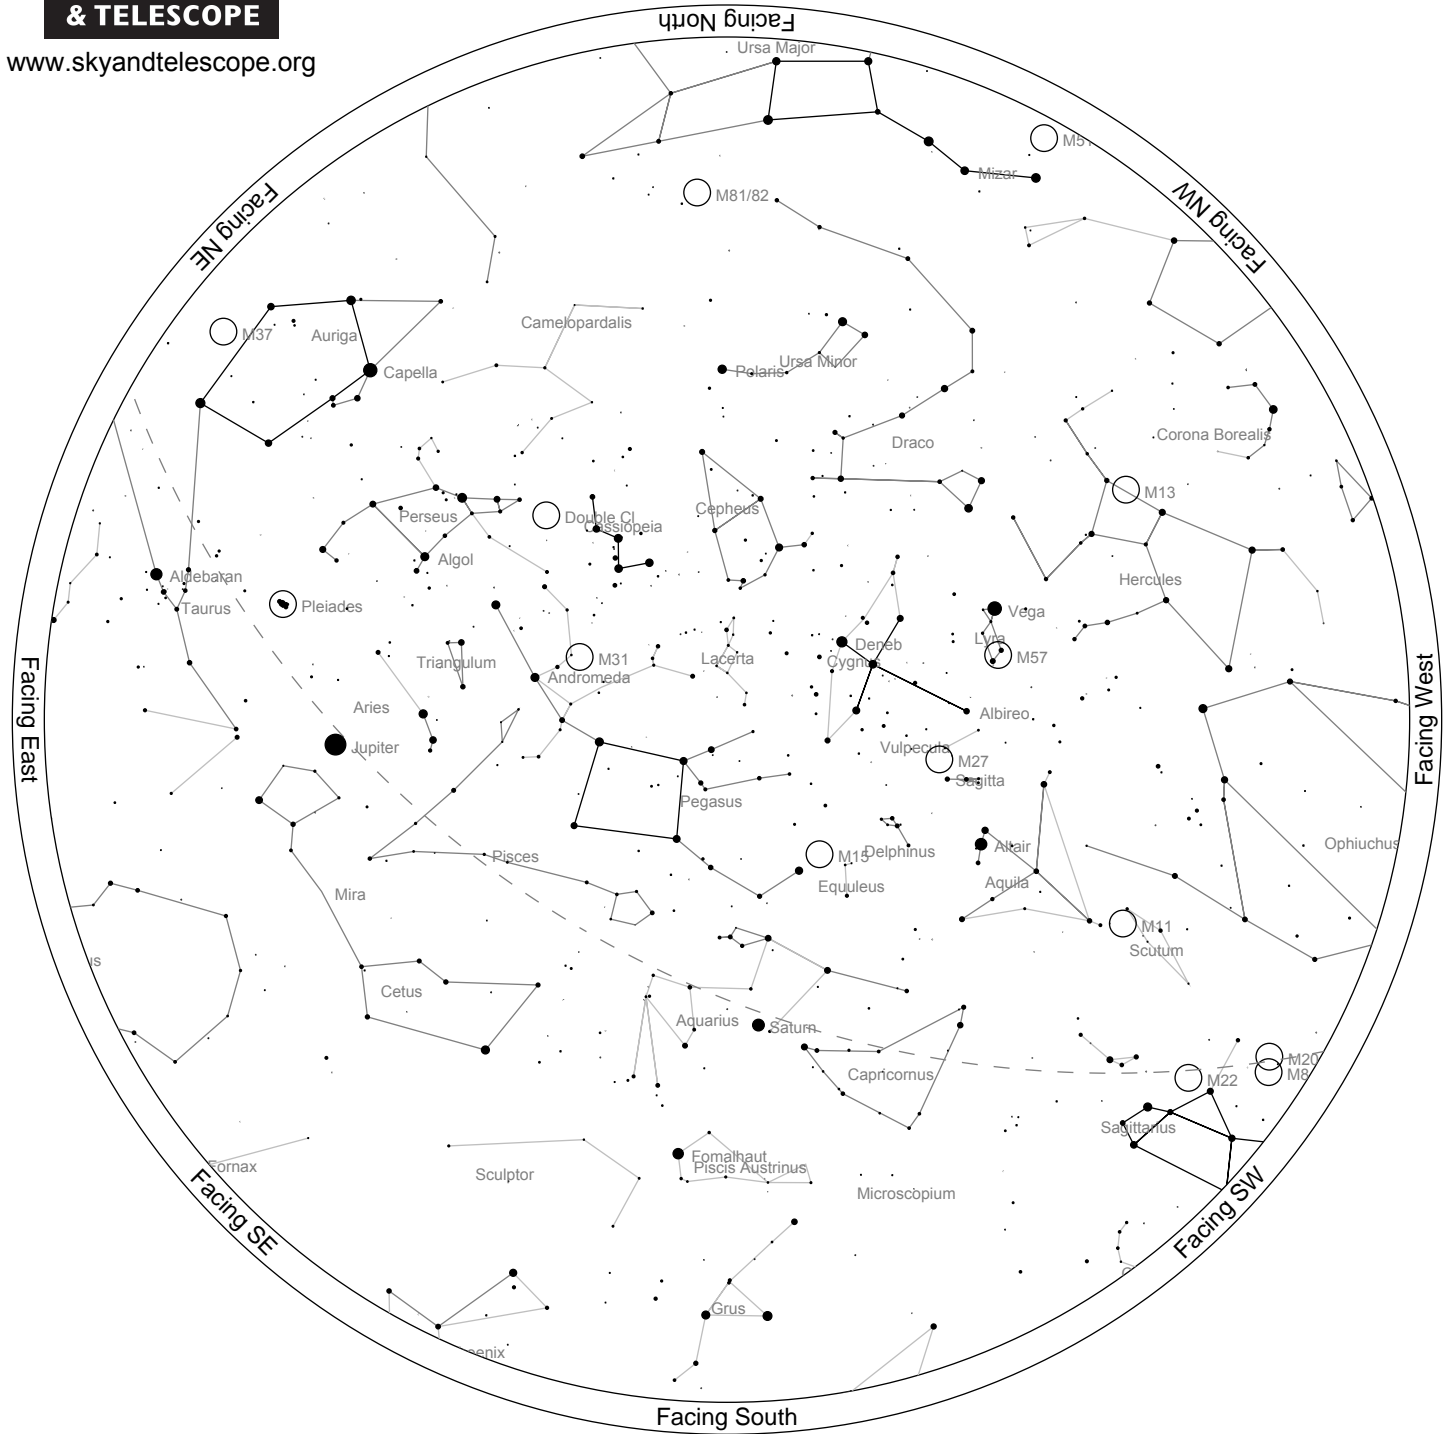 & TELESCOPE
www.skyandtelescope.org
Facing North
Ursa Major
M51
Mizar
M81/82
Facing NE
Facing NW
M37
Auriga
Camelopardalis
Capella
Polaris
Ursa Minor
Draco
Corona Borealis
M13
Perseus
Double Cl
Cassiopeia
Cepheus
Algol
Hercules
Aldebaran
Taurus
Pleiades
Vega
Lyra
M57
Deneb
Cygnus
Triangulum
M31
Andromeda
Lacerta
Facing East
Facing West
Aries
Albireo
Jupiter
Vulpecula
M27
Sagitta
Pegasus
Pisces
M15
Delphinus
Altair
Ophiuchus
Equuleus
Aquila
Mira
M11
Scutum
us
Cetus
Aquarius
Saturn
Capricornus
M20
M8
M22
Sagittarius
Fornax
Sculptor
Fomalhaut
Piscis Austrinus
Microscopium
Facing SE
Facing SW
Grus
oenix
Facing South